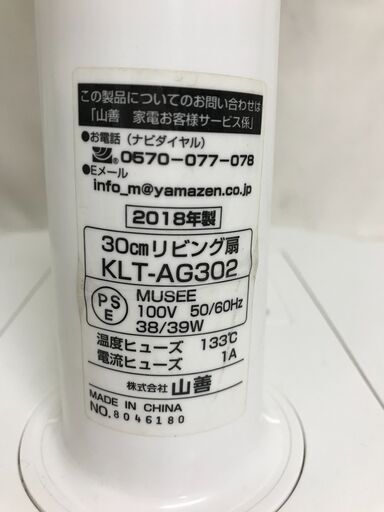 この製品についてのお問い合わせは
「山善　家電お客様サービス係」
●お電話（ナビダイヤル）
0570-077-078
●Eメール
info_m@yamazen.co.jp
2018年製
30cmリビング扇
KLT-AG302
PSE
MUSEE
100V 50/60Hz
38/39W
温度ヒューズ 133℃
電流ヒューズ 1A
株式会社 山善
MADE IN CHINA
NO.8046180